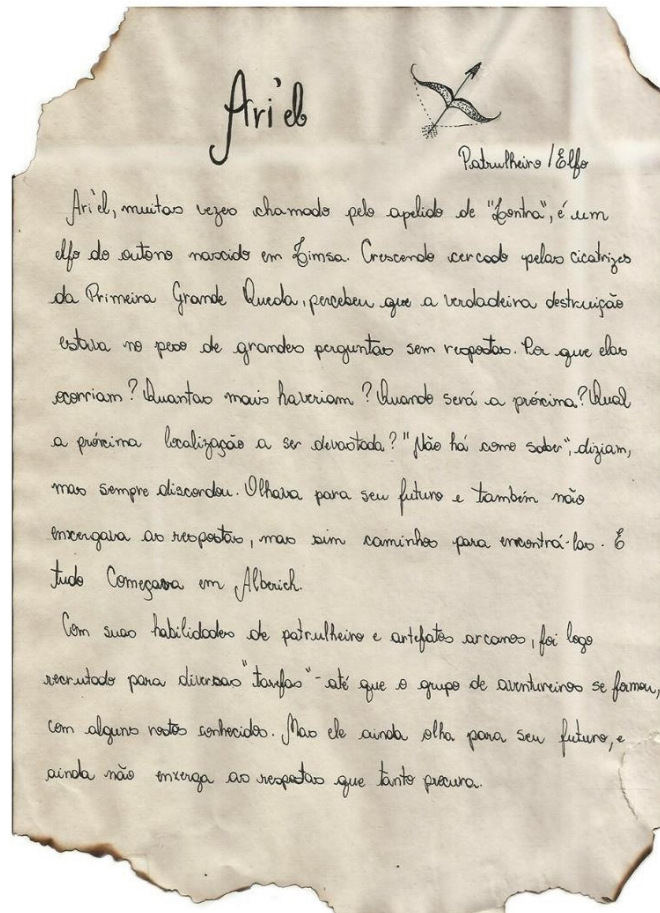 Ari'el
Patrulheiro / Elfo
Ari'el, muitas vezes chamado pelo apelido de "Lontra", é um
elfo do outono nascido em Limsa. Crescendo cercado pelas cicatrizes
da Primeira Grande Queda, percebeu que a verdadeira destruição
estava no peso de grandes perguntas sem respostas. Por que elas
ocorriam? Quantas mais haveriam? Quando será a próxima? Qual
a próxima localização a ser devastada? "Não há como saber", diziam,
mas sempre discordou. Olhava para seu futuro e também não
enxergava as respostas, mas sim caminhos para encontrá-las. E
tudo Começava em Alberich.
Com suas habilidades de patrulheiro e artefatos arcanos, foi logo
recrutado para diversas "tarefas" - até que o grupo de aventureiros se formou,
com alguns rostos conhecidos. Mas ele ainda olha para seu futuro, e
ainda não enxerga as respostas que tanto procura.